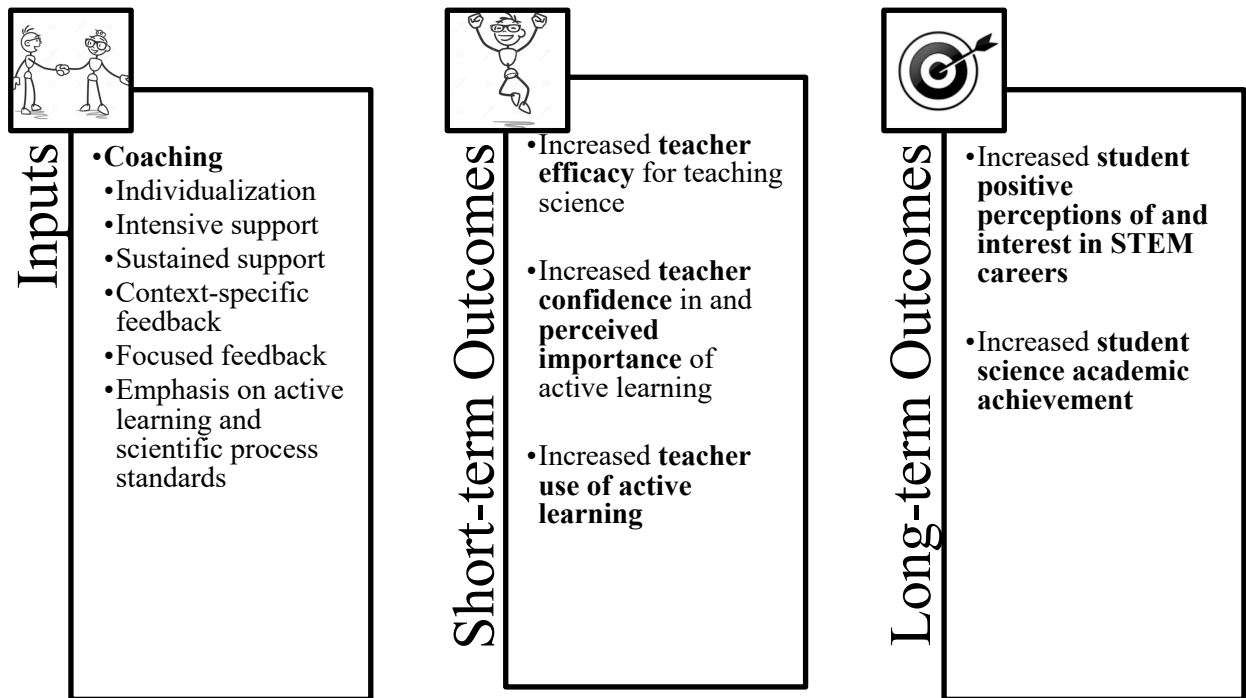 Inputs
•Coaching
•Individualization
•Intensive support
•Sustained support
•Context-specific
feedback
•Focused feedback
•Emphasis on active
learning and
scientific process
standards
Short-term Outcomes
•Increased teacher
efficacy for teaching
science
•Increased teacher
confidence in and
perceived
importance of
active learning
•Increased teacher
use of active
learning
Long-term Outcomes
•Increased student
positive
perceptions of and
interest in STEM
careers
•Increased student
science academic
achievement